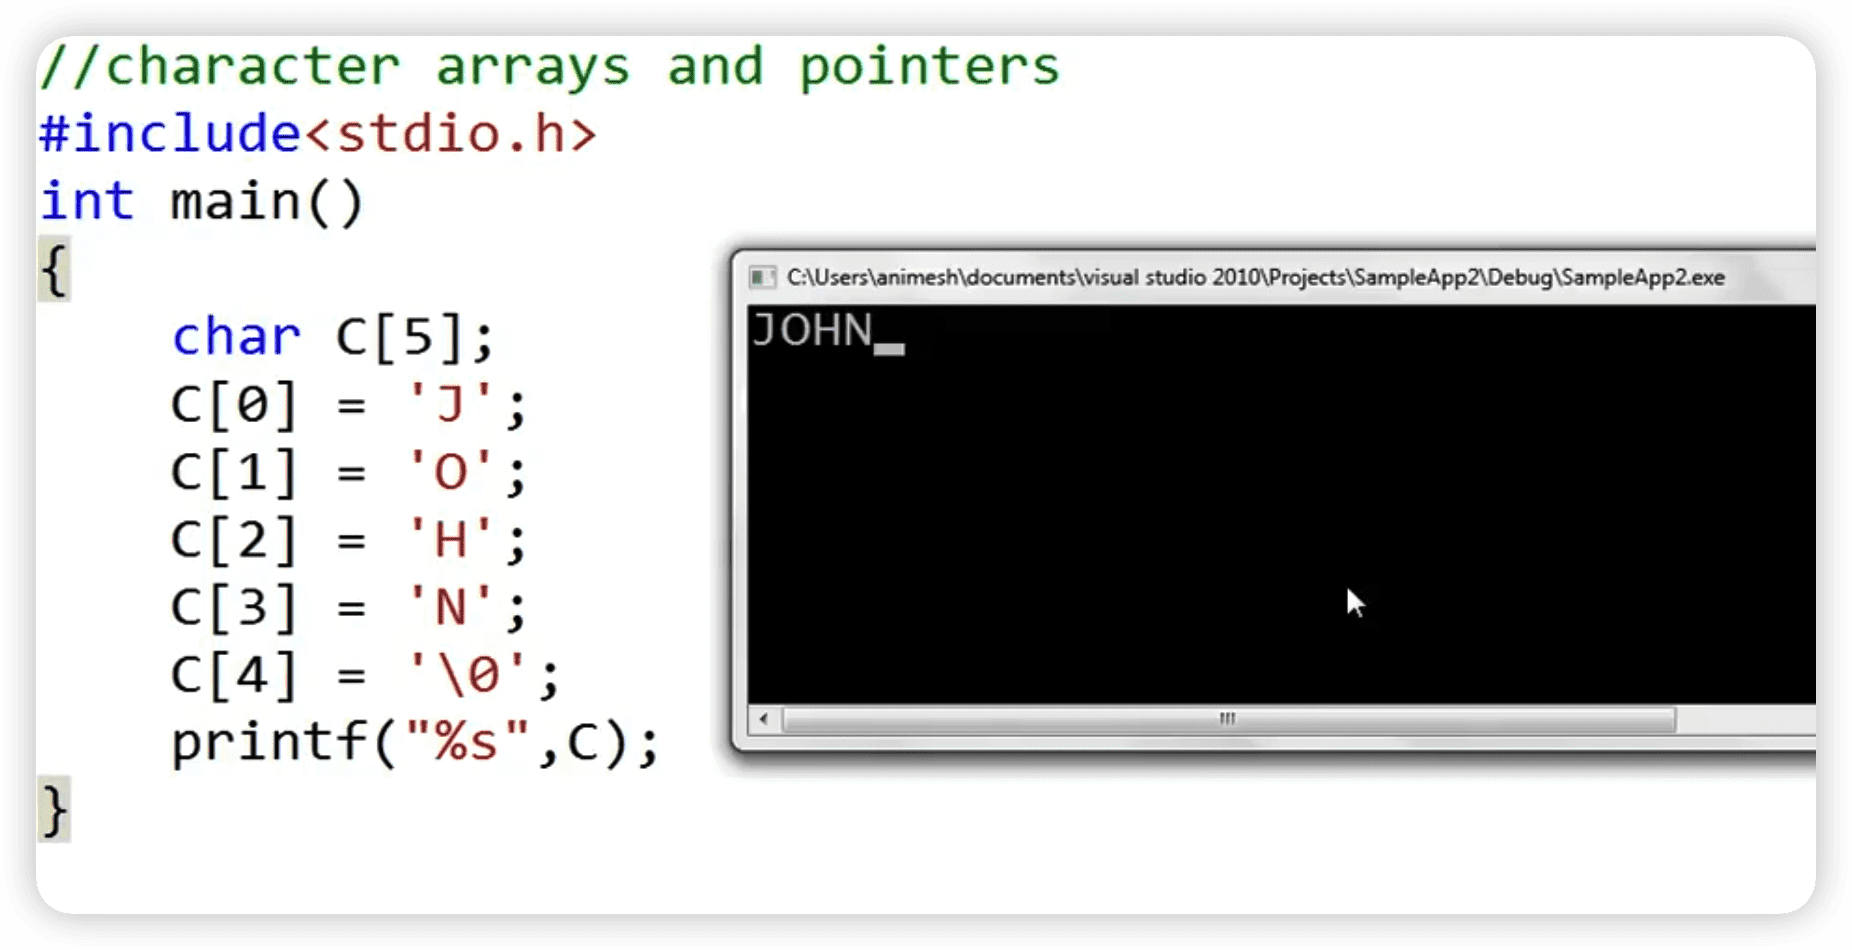 //character arrays and pointers
#include<stdio.h>
int main()
{
    char C[5];
    C[0] = 'J';
    C[1] = 'O';
    C[2] = 'H';
    C[3] = 'N';
    C[4] = '\0';
    printf("%s",C);
}
C:\Users\animesh\documents\visual studio 2010\Projects\SampleApp2\Debug\SampleApp2.exe
JOHN